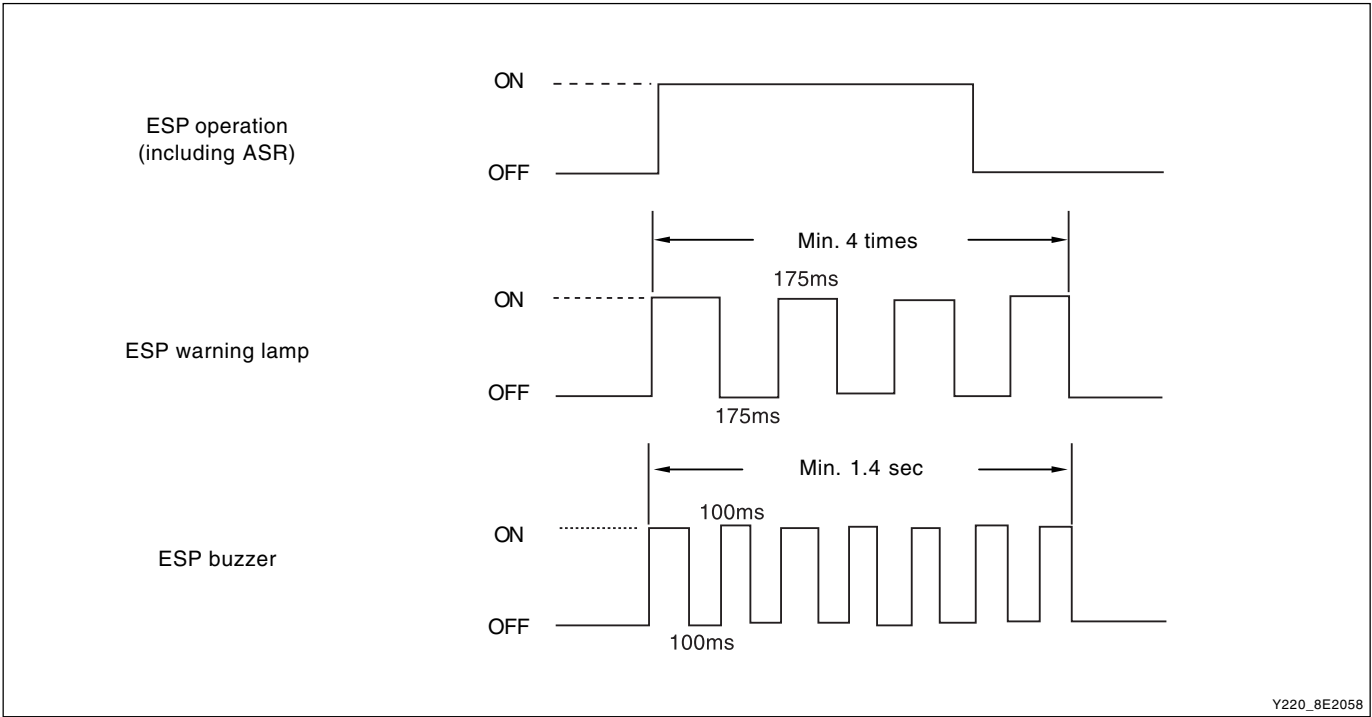 ON
ESP operation
(including ASR)
OFF
Min. 4 times
175ms
ON
ESP warning lamp
OFF
175ms
Min. 1.4 sec
100ms
ON
ESP buzzer
OFF
100ms
Y220_8E2058